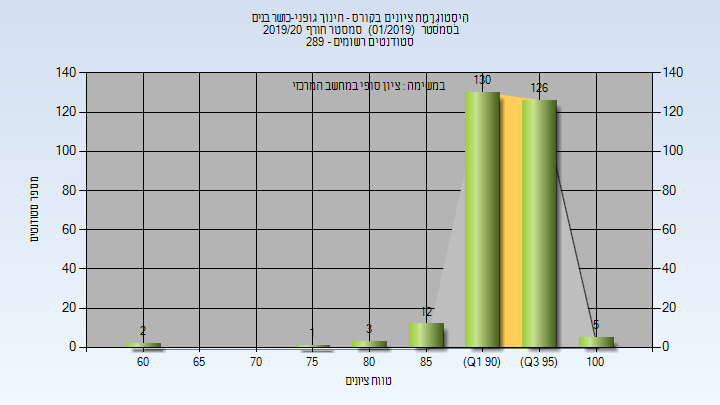 היסטוגרמת ציונים בקורס - חינוך גופני-כושר בנים
בסמסטר (01/2019) סמסטר חורף 2019/20
סטודנטים רשומים - 289
במשימה : ציון סופי במחשב המרכזי
מספר סטודנטים
140 140
120 120
100 100
80 80
60 60
40 40
20 20
0 0
2 1 3 12 130 126 5
60 65 70 75 80 85 (Q1 90) (Q3 95) 100
טווח ציונים